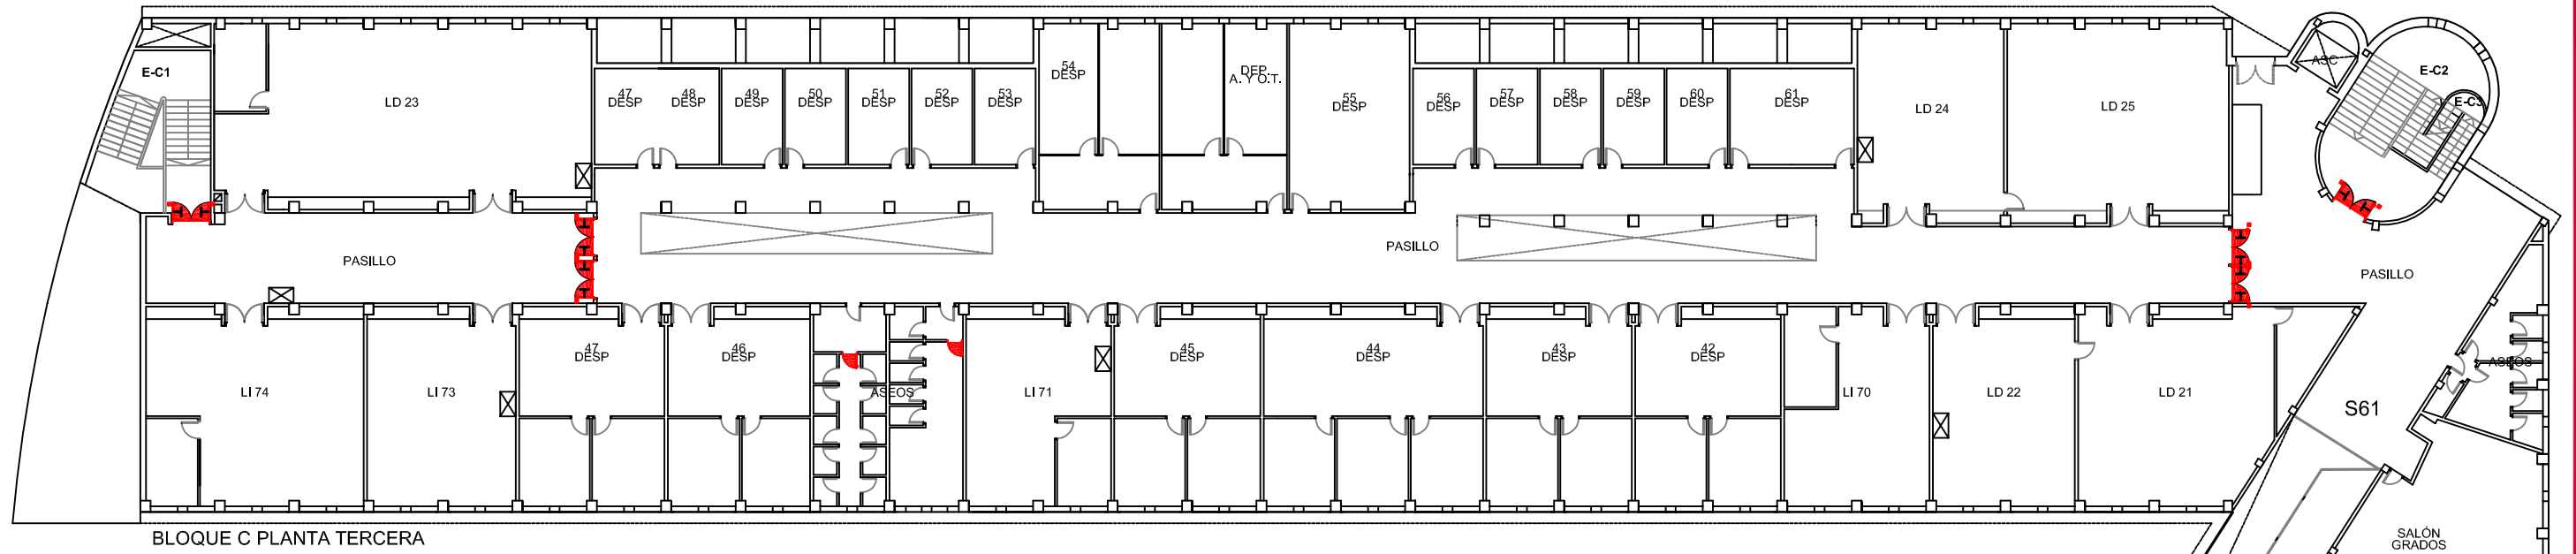 E-C1
LD 23
47
DESP
48
DESP
49
DESP
50
DESP
51
DESP
52
DESP
53
DESP
54
DESP
DEP.
A. Y O.T.
55
DESP
56
DESP
57
DESP
58
DESP
59
DESP
60
DESP
61
DESP
LD 24
LD 25
ASC
E-C2
E-C3
PASILLO
PASILLO
PASILLO
LI 74
LI 73
47
DESP
46
DESP
ASEOS
LI 71
45
DESP
44
DESP
43
DESP
42
DESP
LI 70
LD 22
LD 21
S61
ASEOS
SALÓN
GRADOS
BLOQUE C PLANTA TERCERA